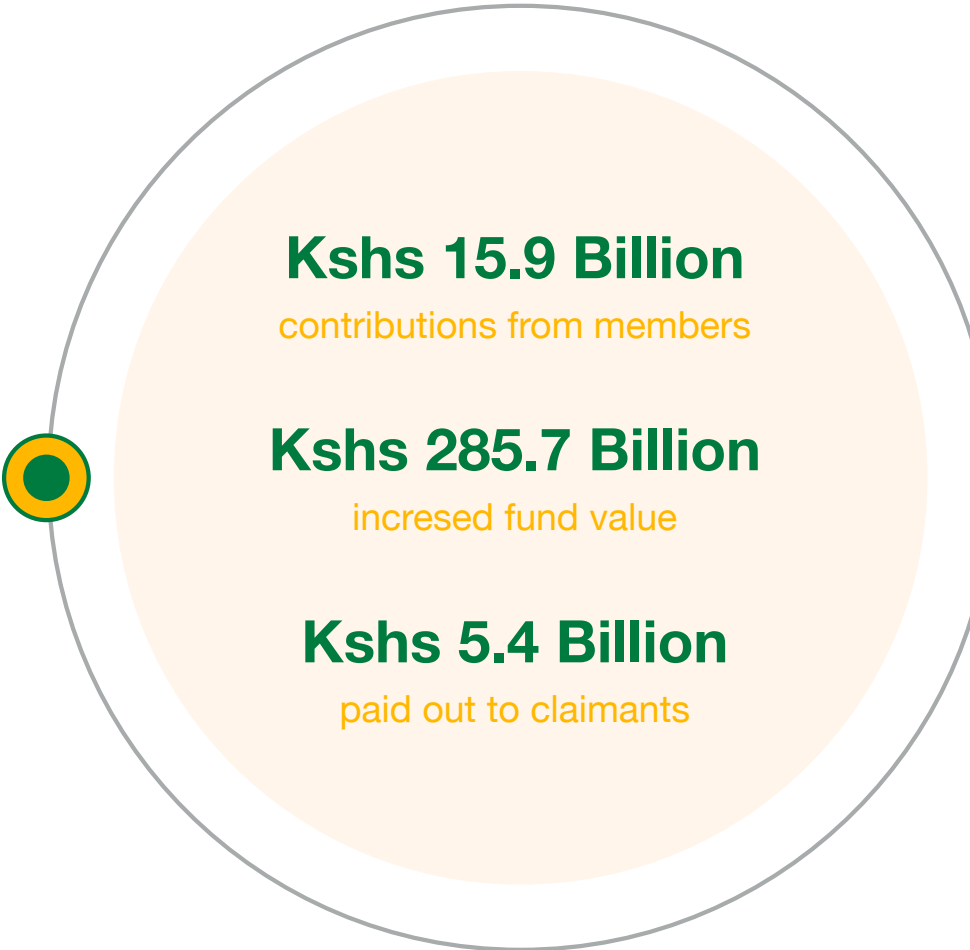 Kshs 15.9 Billion
contributions from members
Kshs 285.7 Billion
incresed fund value
Kshs 5.4 Billion
paid out to claimants